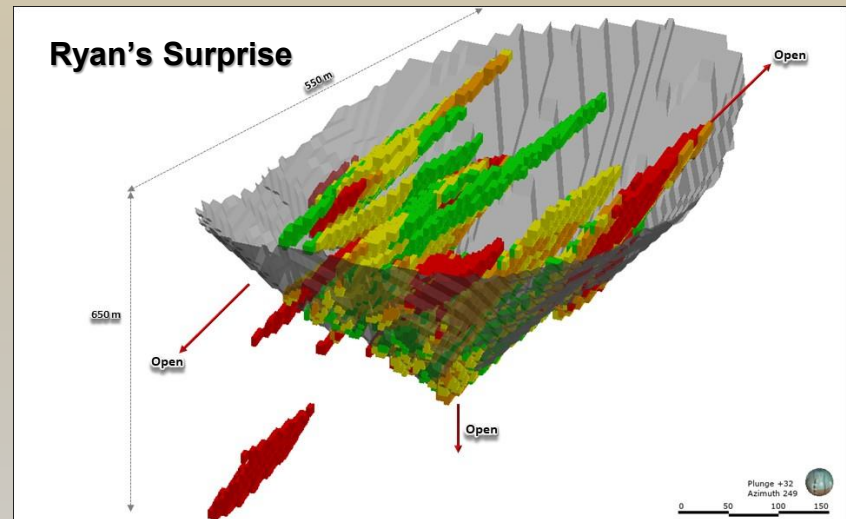 Ryan's Surprise
550 m
Open
650 m
Open
Open
Plunge +32
Azimuth 249
0 50 100 150